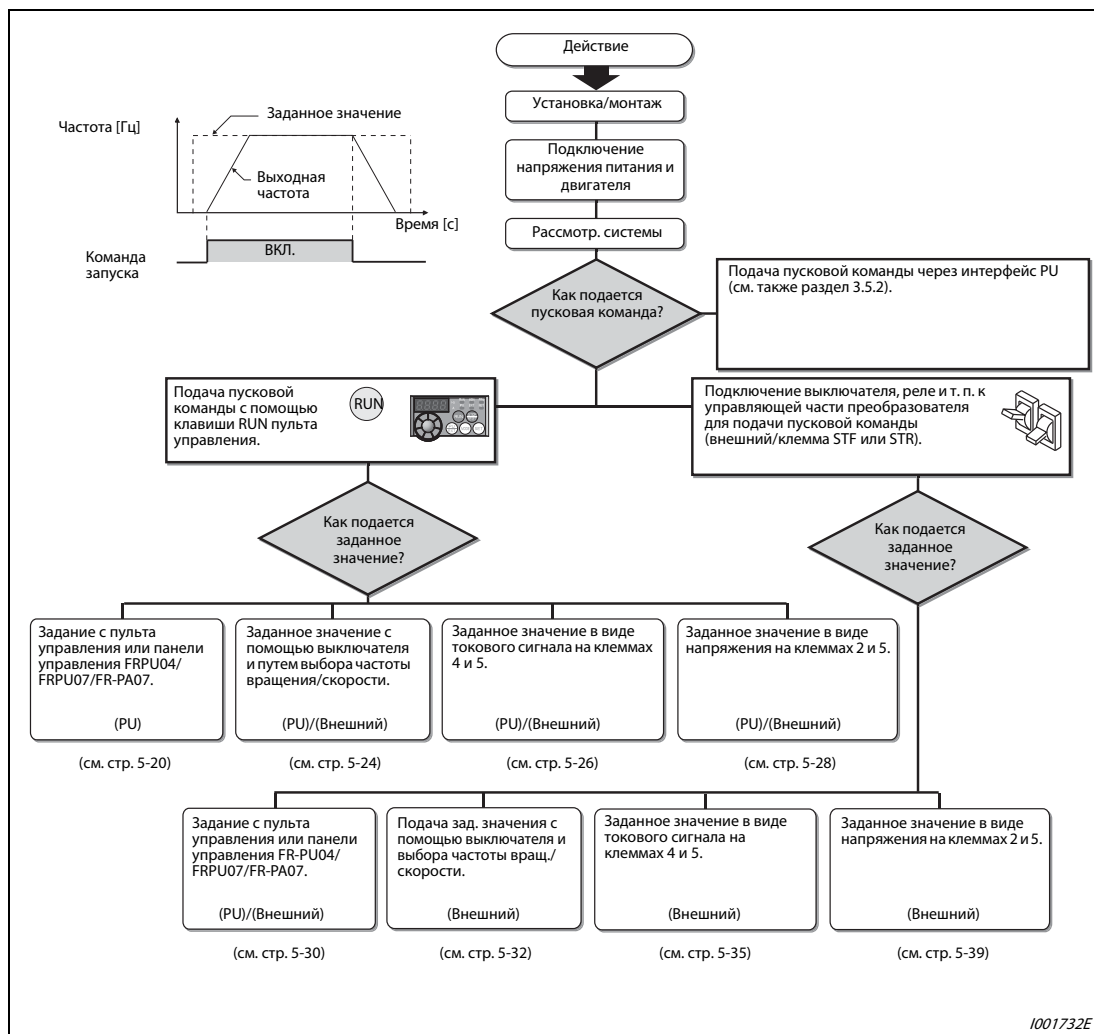 Действие
Установка/монтаж
Подключение
напряжения питания и
двигателя
Рассмотр. системы
Частота [Гц]
Заданное значение
Выходная
частота
Время [с]
Команда
запуска
ВКЛ.
Как подается
пусковая команда?
Подача пусковой команды через интерфейс PU
(см. также раздел 3.5.2).
Подача пусковой
команды с помощью
клавиши RUN пульта
управления.
RUN
Подключение выключателя, реле и т. п. к
управляющей части преобразователя
для подачи пусковой команды
(внешний/клемма STF или STR).
Как подается
заданное
значение?
Как подается
заданное
значение?
Задание с пульта
управления или панели
управления FRPU04/
FRPU07/FR-PA07.
(PU)
(см. стр. 5-20)
Заданное значение с
помощью выключателя
и путем выбора частоты
вращения/скорости.
(PU)/(Внешний)
(см. стр. 5-24)
Заданное значение в виде
токового сигнала на клеммах
4 и 5.
(PU)/(Внешний)
(см. стр. 5-26)
Заданное значение в виде
напряжения на клеммах 2 и 5.
(PU)/(Внешний)
(см. стр. 5-28)
Задание с пульта
управления или панели
управления FR-PU04/
FRPU07/FR-PA07.
(PU)/(Внешний)
(см. стр. 5-30)
Подача зад. значения с
помощью выключателя и
выбора частоты вращ./
скорости.
(Внешний)
(см. стр. 5-32)
Заданное значение в виде
токового сигнала на
клеммах 4 и 5.
(Внешний)
(см. стр. 5-35)
Заданное значение в виде
напряжения на клеммах 2 и 5.
(Внешний)
(см. стр. 5-39)
I001732E